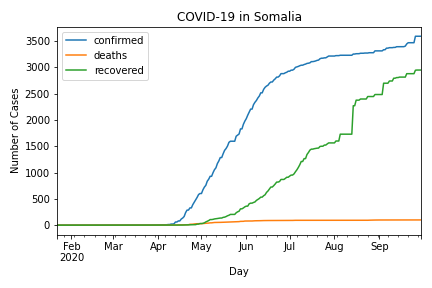 COVID-19 in Somalia
confirmed
deaths
recovered
Number of Cases
3500
3000
2500
2000
1500
1000
500
0
Feb Mar Apr May Jun Jul Aug Sep
2020
Day